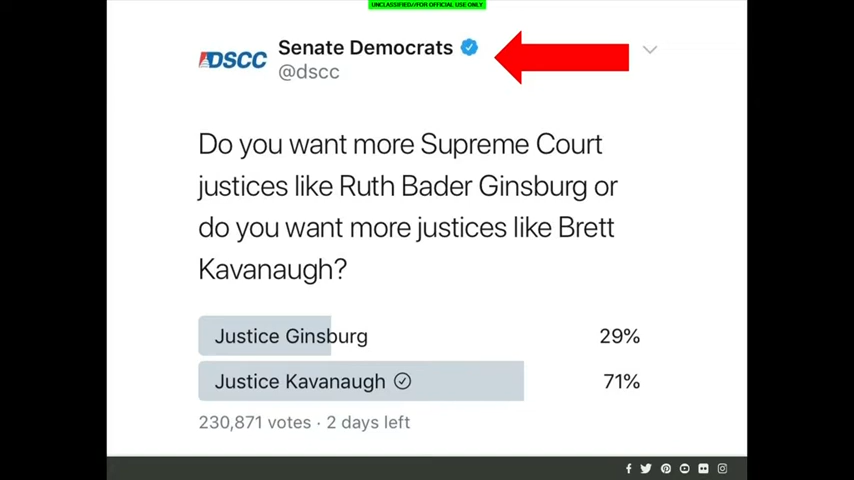 UNCLASSIFIED//FOR OFFICIAL USE ONLY
DSCC
Senate Democrats
@dscc
Do you want more Supreme Court
justices like Ruth Bader Ginsburg or
do you want more justices like Brett
Kavanaugh?
Justice Ginsburg 29%
Justice Kavanaugh 71%
230,871 votes · 2 days left